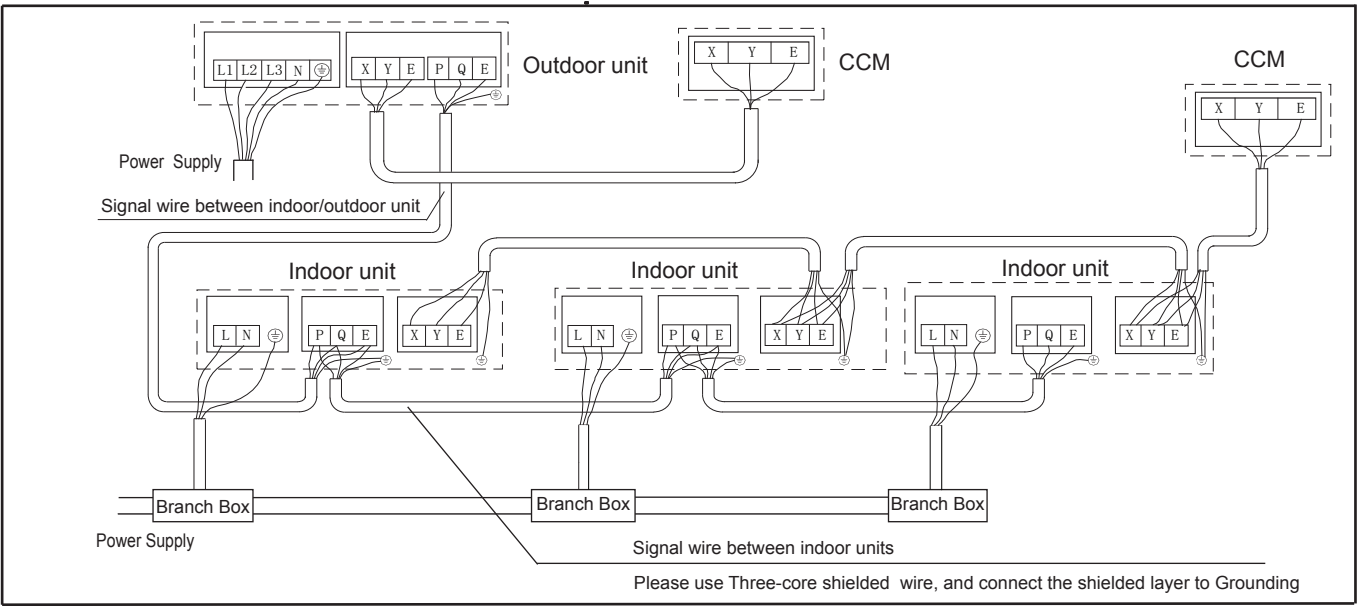 L1 L2 L3 N
X Y E P Q E
Outdoor unit
X Y E
CCM
CCM
X Y E
Power Supply
Signal wire between indoor/outdoor unit
Indoor unit
Indoor unit
Indoor unit
L N
P Q E
X Y E
L N
P Q E
X Y E
L N
P Q E
X Y E
Branch Box
Branch Box
Branch Box
Power Supply
Signal wire between indoor units
Please use Three-core shielded wire, and connect the shielded layer to Grounding